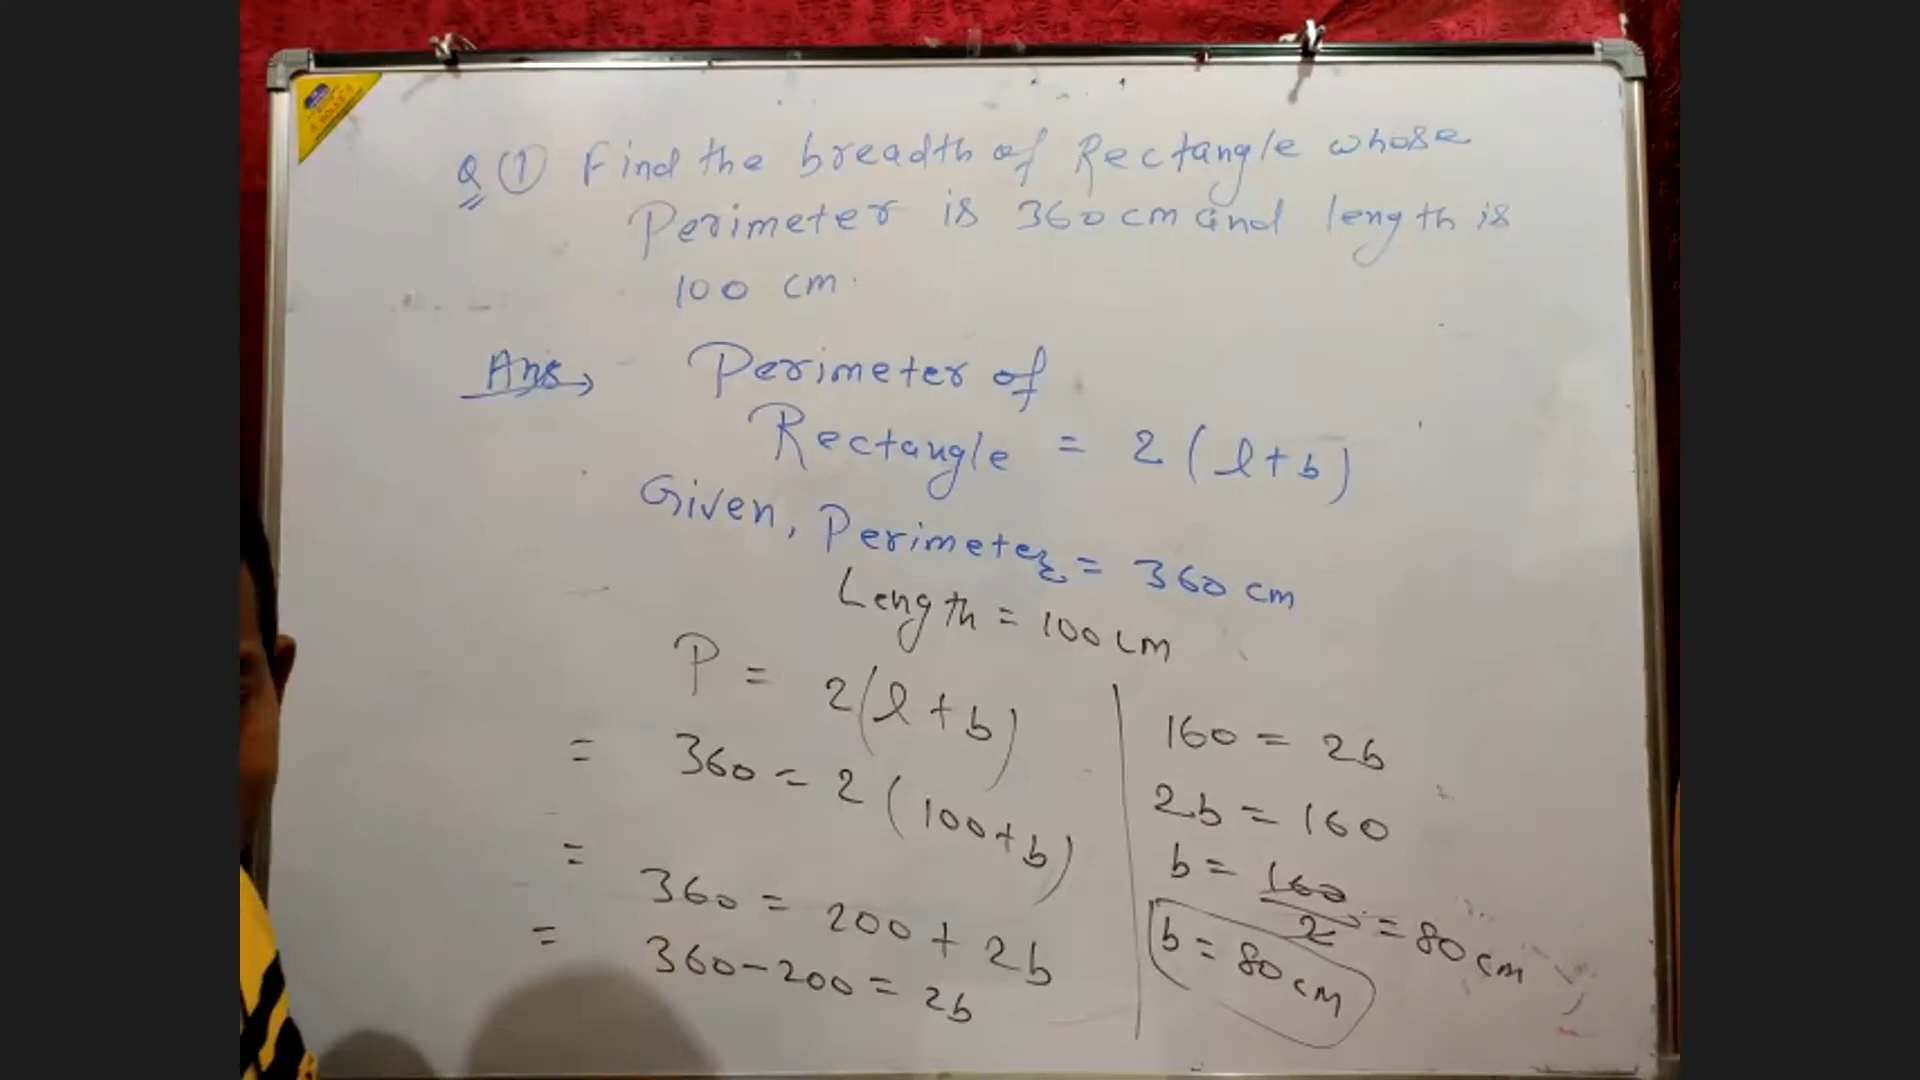 Q ① Find the breadth of Rectangle whose
Perimeter is 360 cm and length is
100 cm.
Ans→ Perimeter of
Rectangle = 2 (l+b)
Given, Perimeter = 360 cm
Length = 100 cm
P = 2(l+b)
= 360 = 2 (100+b)
= 360 = 200 + 2b
= 360-200 = 2b
160 = 2b
2b = 160
b = 160/2 = 80 cm
b = 80 cm